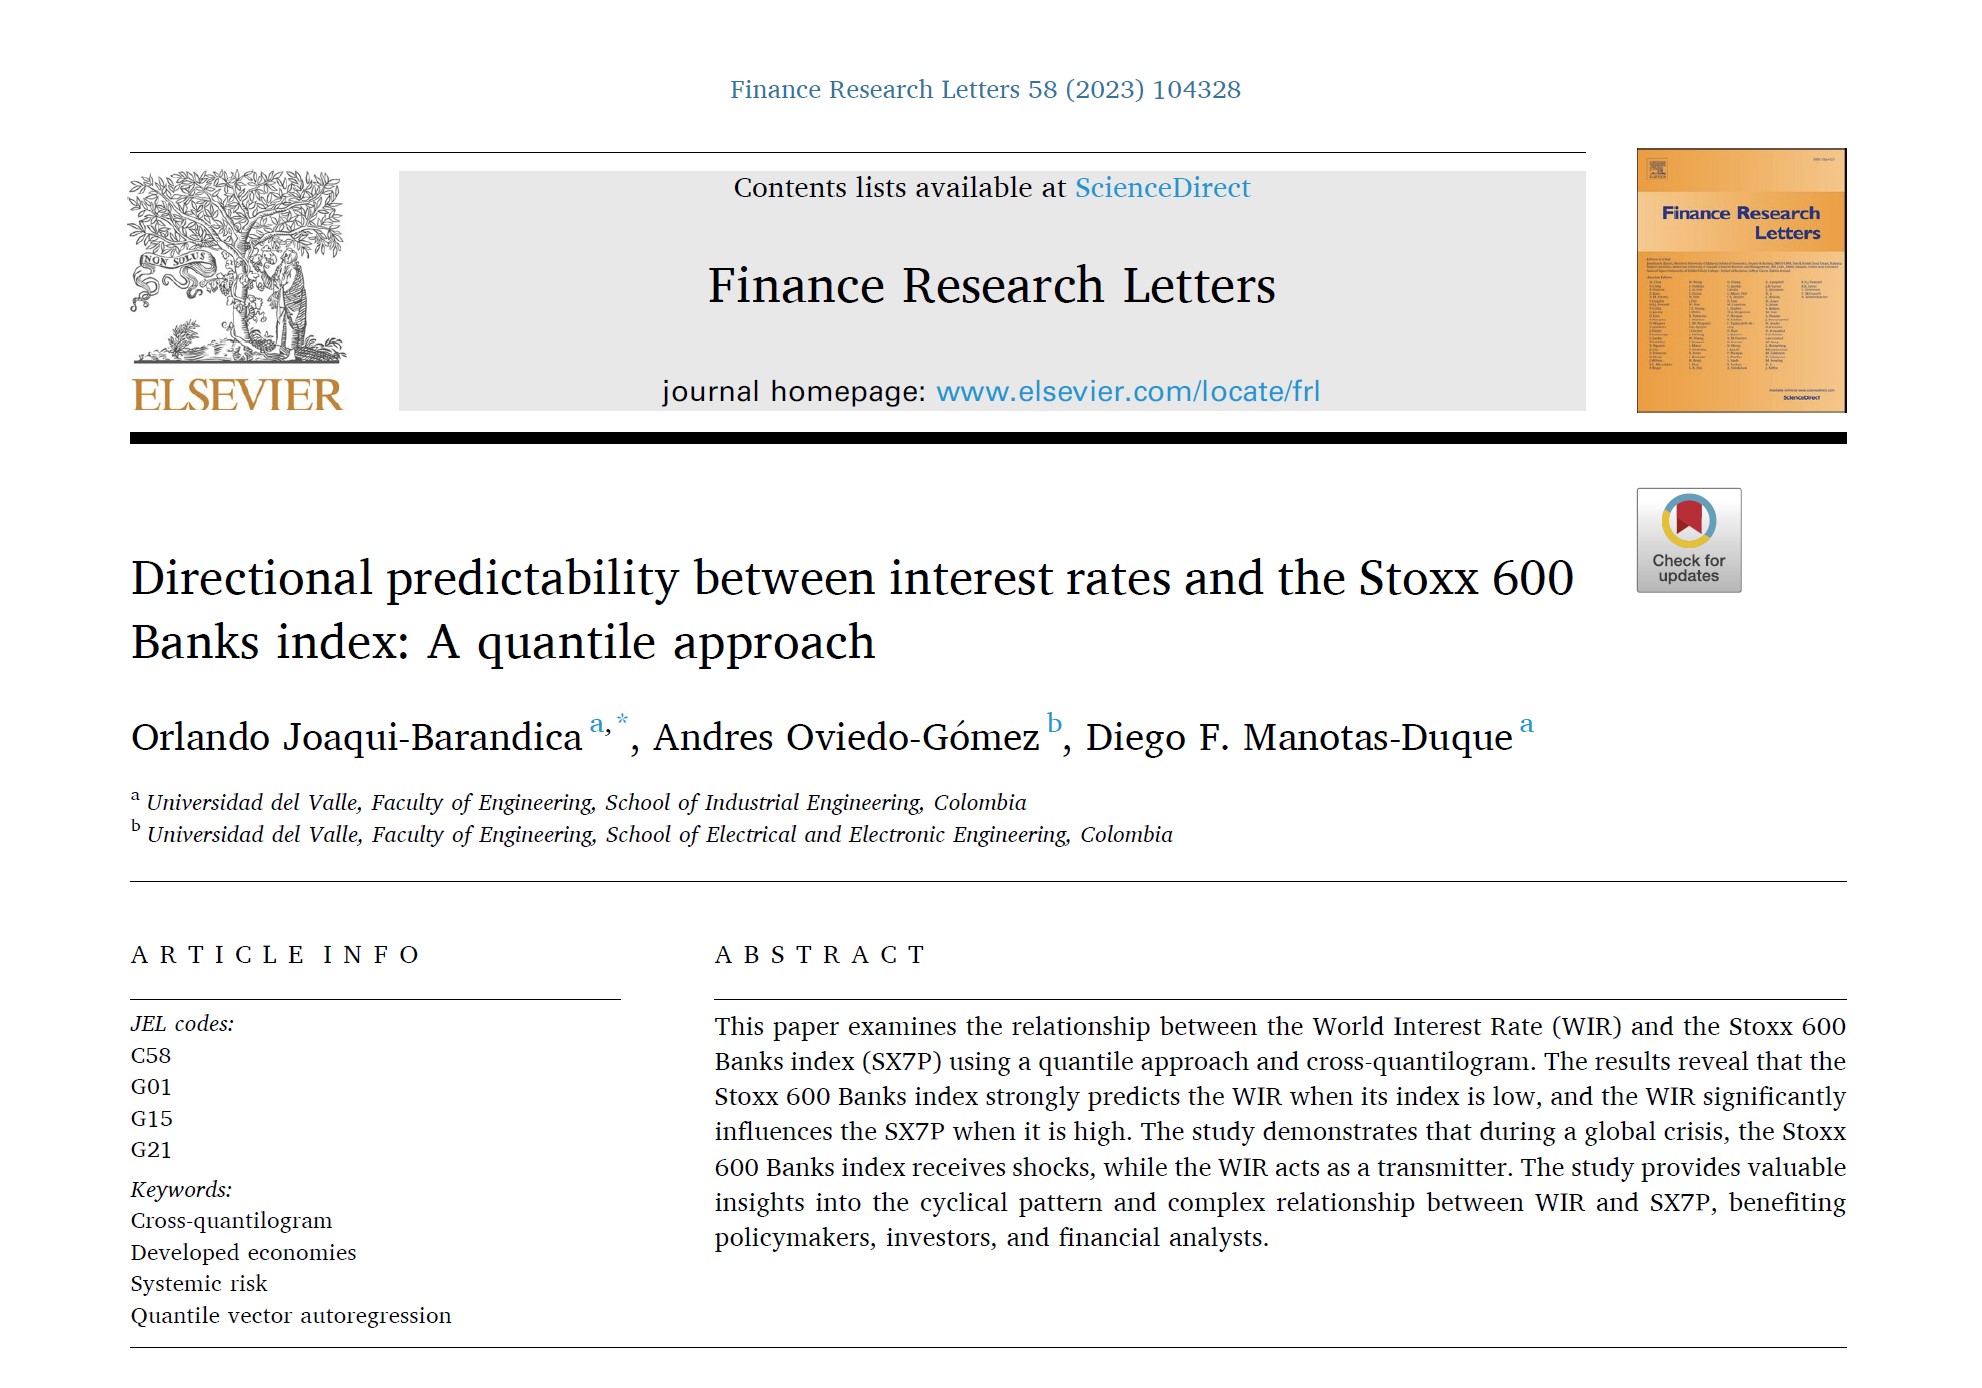 Finance Research Letters 58 (2023) 104328
Contents lists available at ScienceDirect
Finance Research Letters
journal homepage: www.elsevier.com/locate/frl
NON SOLUS
ELSEVIER
Finance Research
Letters
ScienceDirect
Check for
updates
Directional predictability between interest rates and the Stoxx 600
Banks index: A quantile approach
Orlando Joaqui-Barandica a,*, Andres Oviedo-Gómez b, Diego F. Manotas-Duque a
a Universidad del Valle, Faculty of Engineering, School of Industrial Engineering, Colombia
b Universidad del Valle, Faculty of Engineering, School of Electrical and Electronic Engineering, Colombia
ARTICLE INFO
JEL codes:
C58
G01
G15
G21
Keywords:
Cross-quantilogram
Developed economies
Systemic risk
Quantile vector autoregression
ABSTRACT
This paper examines the relationship between the World Interest Rate (WIR) and the Stoxx 600
Banks index (SX7P) using a quantile approach and cross-quantilogram. The results reveal that the
Stoxx 600 Banks index strongly predicts the WIR when its index is low, and the WIR significantly
influences the SX7P when it is high. The study demonstrates that during a global crisis, the Stoxx
600 Banks index receives shocks, while the WIR acts as a transmitter. The study provides valuable
insights into the cyclical pattern and complex relationship between WIR and SX7P, benefiting
policymakers, investors, and financial analysts.